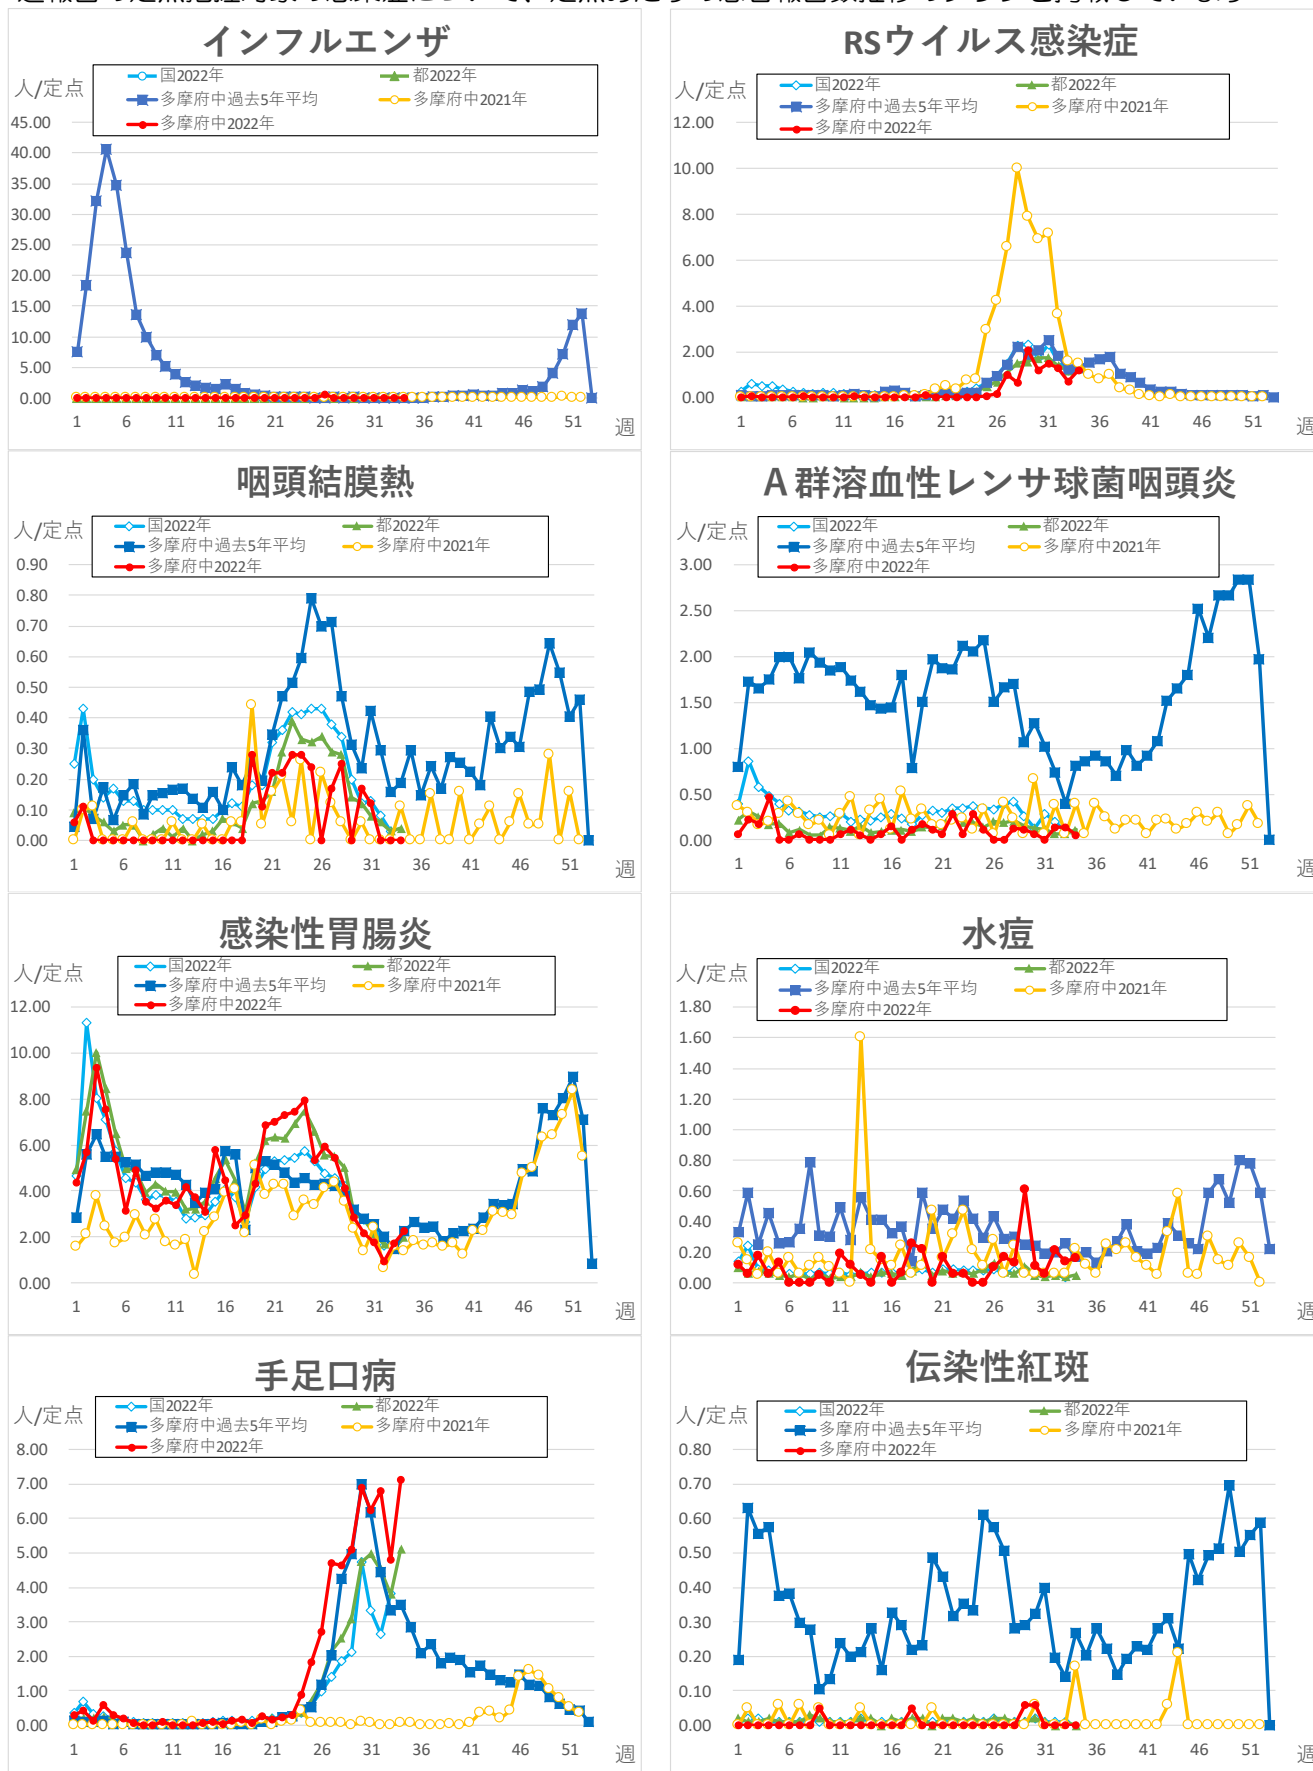 インフルエンザ
人/定点
国2022年
都2022年
多摩府中過去5年平均
多摩府中2021年
多摩府中2022年
45.00
40.00
35.00
30.00
25.00
20.00
15.00
10.00
5.00
0.00
1 6 11 16 21 26 31 36 41 46 51
週
RSウイルス感染症
人/定点
国2022年
都2022年
多摩府中過去5年平均
多摩府中2021年
多摩府中2022年
12.00
10.00
8.00
6.00
4.00
2.00
0.00
1 6 11 16 21 26 31 36 41 46 51
週
咽頭結膜熱
人/定点
国2022年
都2022年
多摩府中過去5年平均
多摩府中2021年
多摩府中2022年
0.90
0.80
0.70
0.60
0.50
0.40
0.30
0.20
0.10
0.00
1 6 11 16 21 26 31 36 41 46 51
週
A群溶血性レンサ球菌咽頭炎
人/定点
国2022年
都2022年
多摩府中過去5年平均
多摩府中2021年
多摩府中2022年
3.00
2.50
2.00
1.50
1.00
0.50
0.00
1 6 11 16 21 26 31 36 41 46 51
週
感染性胃腸炎
人/定点
国2022年
都2022年
多摩府中過去5年平均
多摩府中2021年
多摩府中2022年
12.00
10.00
8.00
6.00
4.00
2.00
0.00
1 6 11 16 21 26 31 36 41 46 51
週
水痘
人/定点
国2022年
都2022年
多摩府中過去5年平均
多摩府中2021年
多摩府中2022年
1.80
1.60
1.40
1.20
1.00
0.80
0.60
0.40
0.20
0.00
1 6 11 16 21 26 31 36 41 46 51
週
手足口病
人/定点
国2022年
都2022年
多摩府中過去5年平均
多摩府中2021年
多摩府中2022年
8.00
7.00
6.00
5.00
4.00
3.00
2.00
1.00
0.00
1 6 11 16 21 26 31 36 41 46 51
週
伝染性紅斑
人/定点
国2022年
都2022年
多摩府中過去5年平均
多摩府中2021年
多摩府中2022年
0.80
0.70
0.60
0.50
0.40
0.30
0.20
0.10
0.00
1 6 11 16 21 26 31 36 41 46 51
週